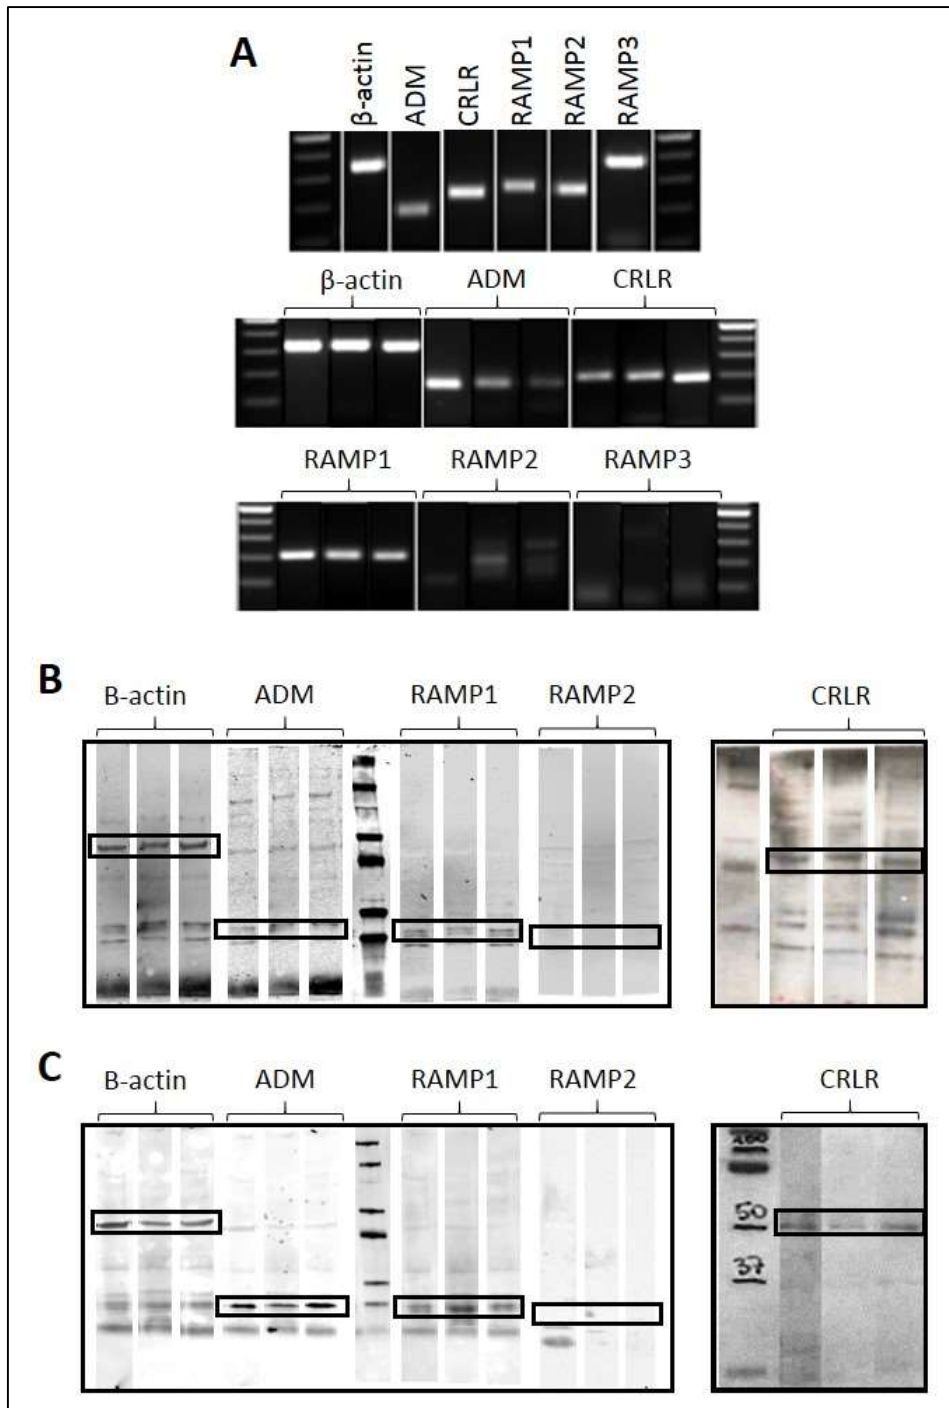 A
β-actin ADM CRLR RAMP1 RAMP2 RAMP3
β-actin ADM CRLR
RAMP1 RAMP2 RAMP3
B
B-actin ADM RAMP1 RAMP2 CRLR
C
B-actin ADM RAMP1 RAMP2 CRLR
200
50
37